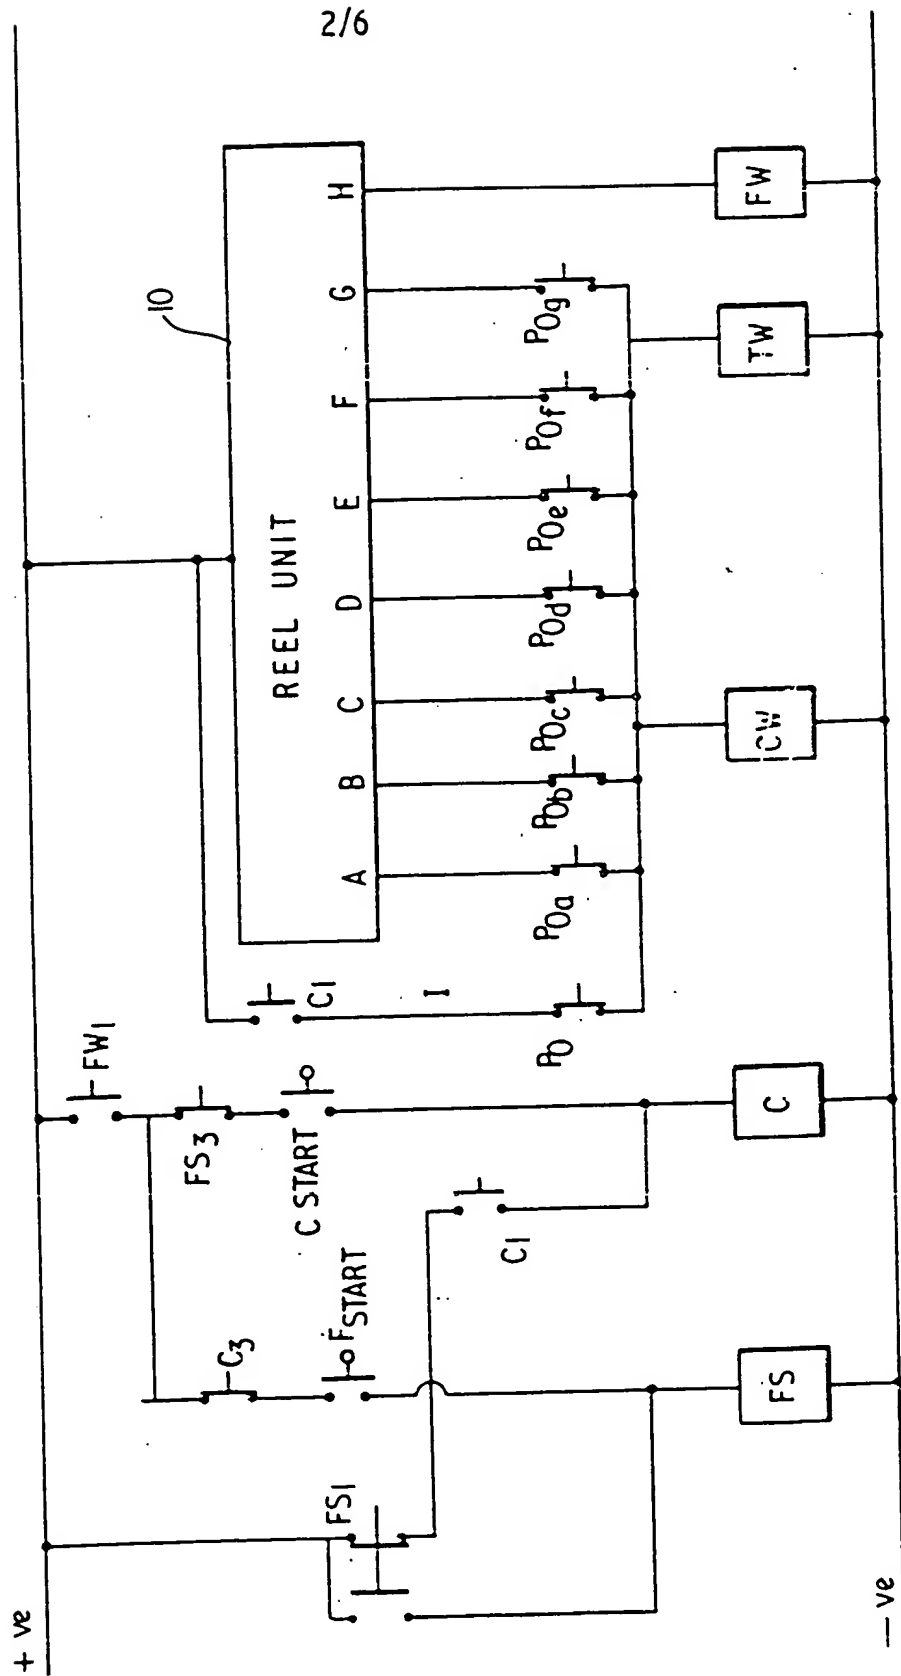 2/6
+ ve
10
REEL UNIT
A
B
C
D
E
F
G
H
FW1
FS3
C START
C3
FSTART
FS1
C1
C1
I
P0
P0a
P0b
P0c
P0d
P0e
P0f
P0g
FS
C
CW
TW
FW
– ve